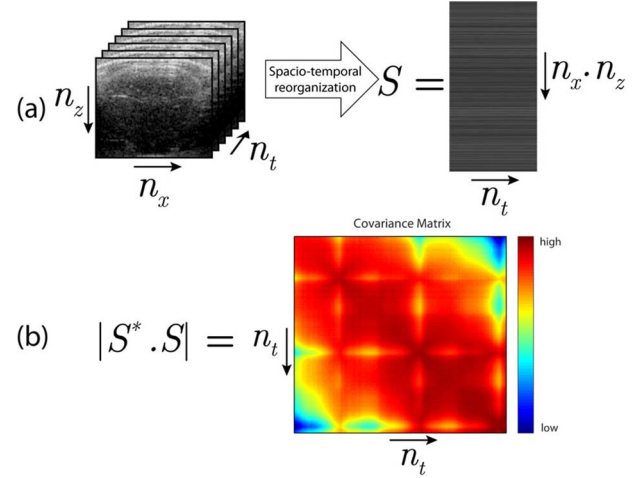 (a)
n_z
n_x
n_t
Spacio-temporal
reorganization
S =
n_x . n_z
n_t
Covariance Matrix
(b)
|S* .S| =
n_t
n_t
high
low